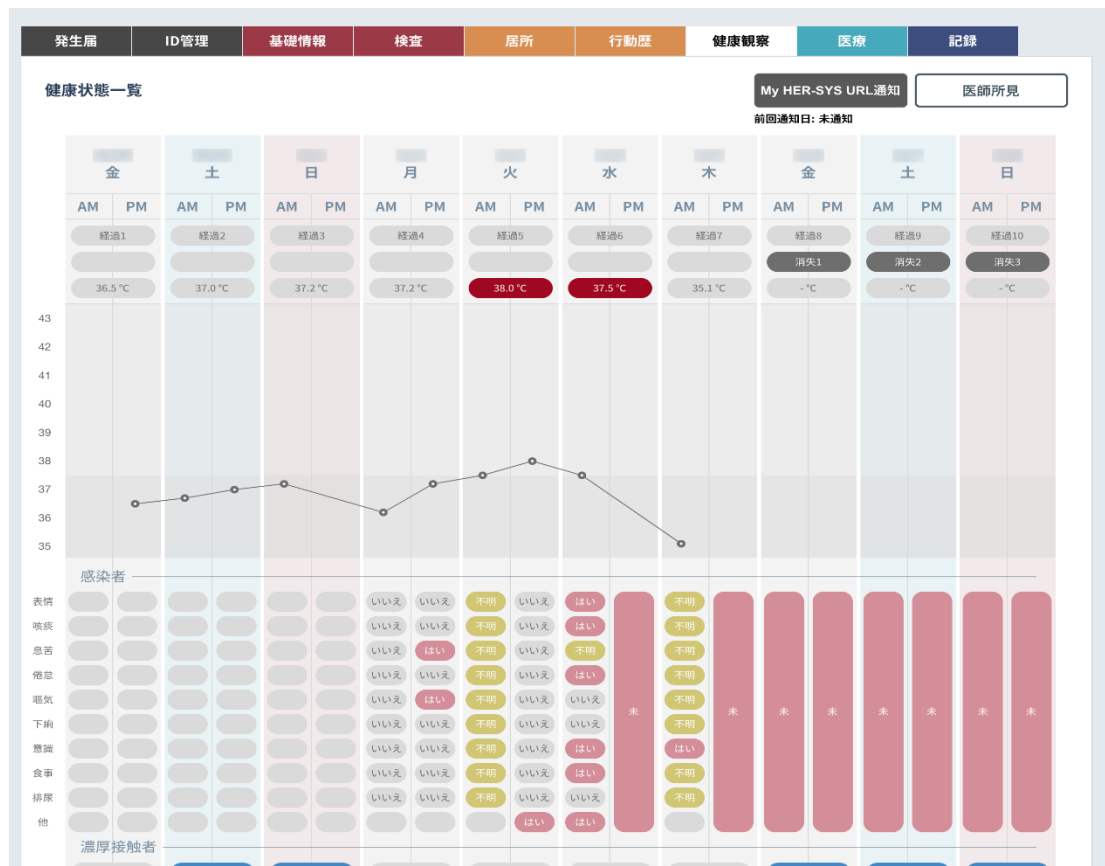 発生届 ID管理 基礎情報 検査 居所 行動歴 健康観察 医療 記録
健康状態一覧 My HER-SYS URL通知 医師所見
前回通知日: 未通知
金 土 日 月 火 水 木 金 土 日
AM PM AM PM AM PM AM PM AM PM AM PM AM PM AM PM AM PM AM PM
経過1 経過2 経過3 経過4 経過5 経過6 経過7 経過8 経過9 経過10
消失1 消失2 消失3
36.5℃ 37.0℃ 37.2℃ 37.2℃ 38.0℃ 37.5℃ 35.1℃ -℃ -℃ -℃
43
42
41
40
39
38
37
36
35
感染者
表情 いいえ いいえ 不明 いいえ はい 不明
咳痰 いいえ いいえ 不明 いいえ はい 不明
息苦 いいえ はい 不明 いいえ 不明 不明
倦怠 いいえ いいえ 不明 いいえ はい 不明
嘔気 いいえ はい 不明 いいえ いいえ 未 不明 未 未 未 未 未 未 未
下痢 いいえ いいえ 不明 いいえ いいえ 不明
意識 いいえ いいえ 不明 いいえ はい はい
食事 いいえ いいえ 不明 いいえ はい 不明
排尿 いいえ いいえ 不明 いいえ いいえ 不明
他 はい はい
濃厚接触者